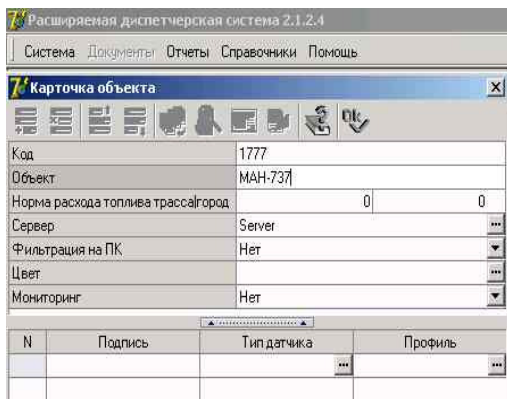 Расширяемая диспетчерская система 2.1.2.4
Система Документы Отчеты Справочники Помощь
Карточка объекта
Ok
Код 1777
Объект МАН-737
Норма расхода топлива трасса|город 0 0
Сервер Server
Фильтрация на ПК Нет
Цвет
Мониторинг Нет
N Подпись Тип датчика Профиль